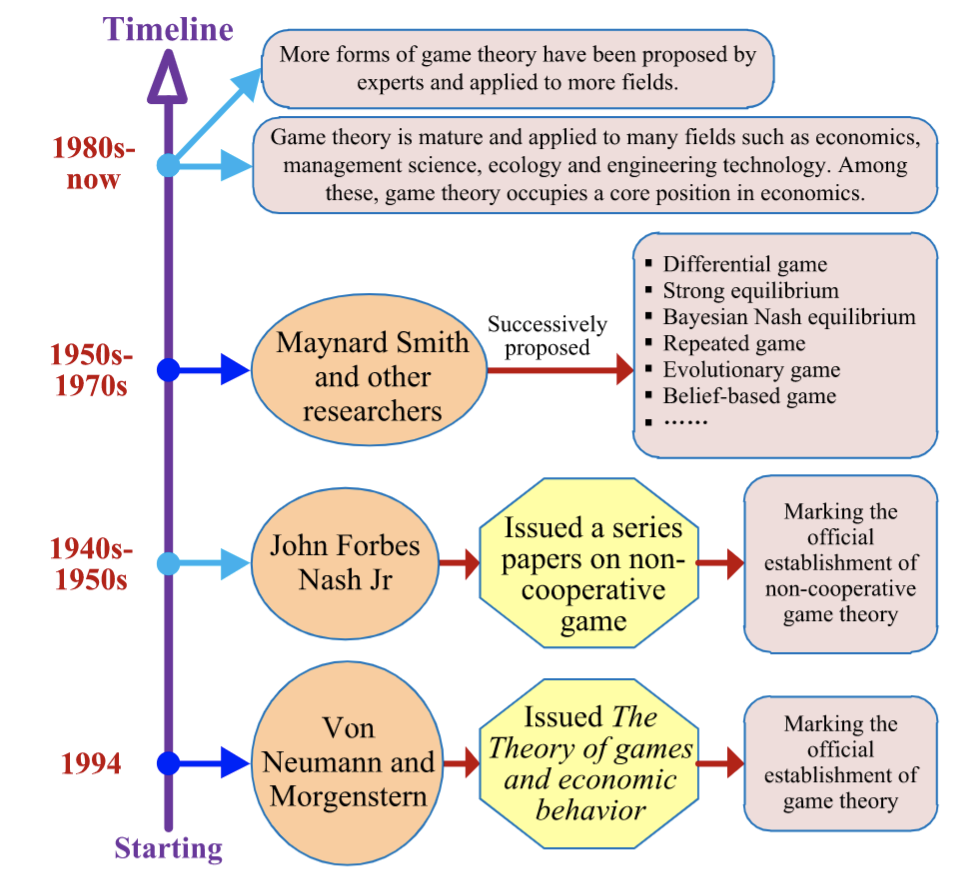 Timeline
More forms of game theory have been proposed by
experts and applied to more fields.
1980s-
now
Game theory is mature and applied to many fields such as economics,
management science, ecology and engineering technology. Among
these, game theory occupies a core position in economics.
1950s-
1970s
Maynard Smith
and other
researchers
Successively
proposed
▪ Differential game
▪ Strong equilibrium
▪ Bayesian Nash equilibrium
▪ Repeated game
▪ Evolutionary game
▪ Belief-based game
▪ ……
1940s-
1950s
John Forbes
Nash Jr
Issued a series
papers on non-
cooperative
game
Marking the
official
establishment of
non-cooperative
game theory
1994
Von
Neumann and
Morgenstern
Issued The
Theory of games
and economic
behavior
Marking the
official
establishment of
game theory
Starting